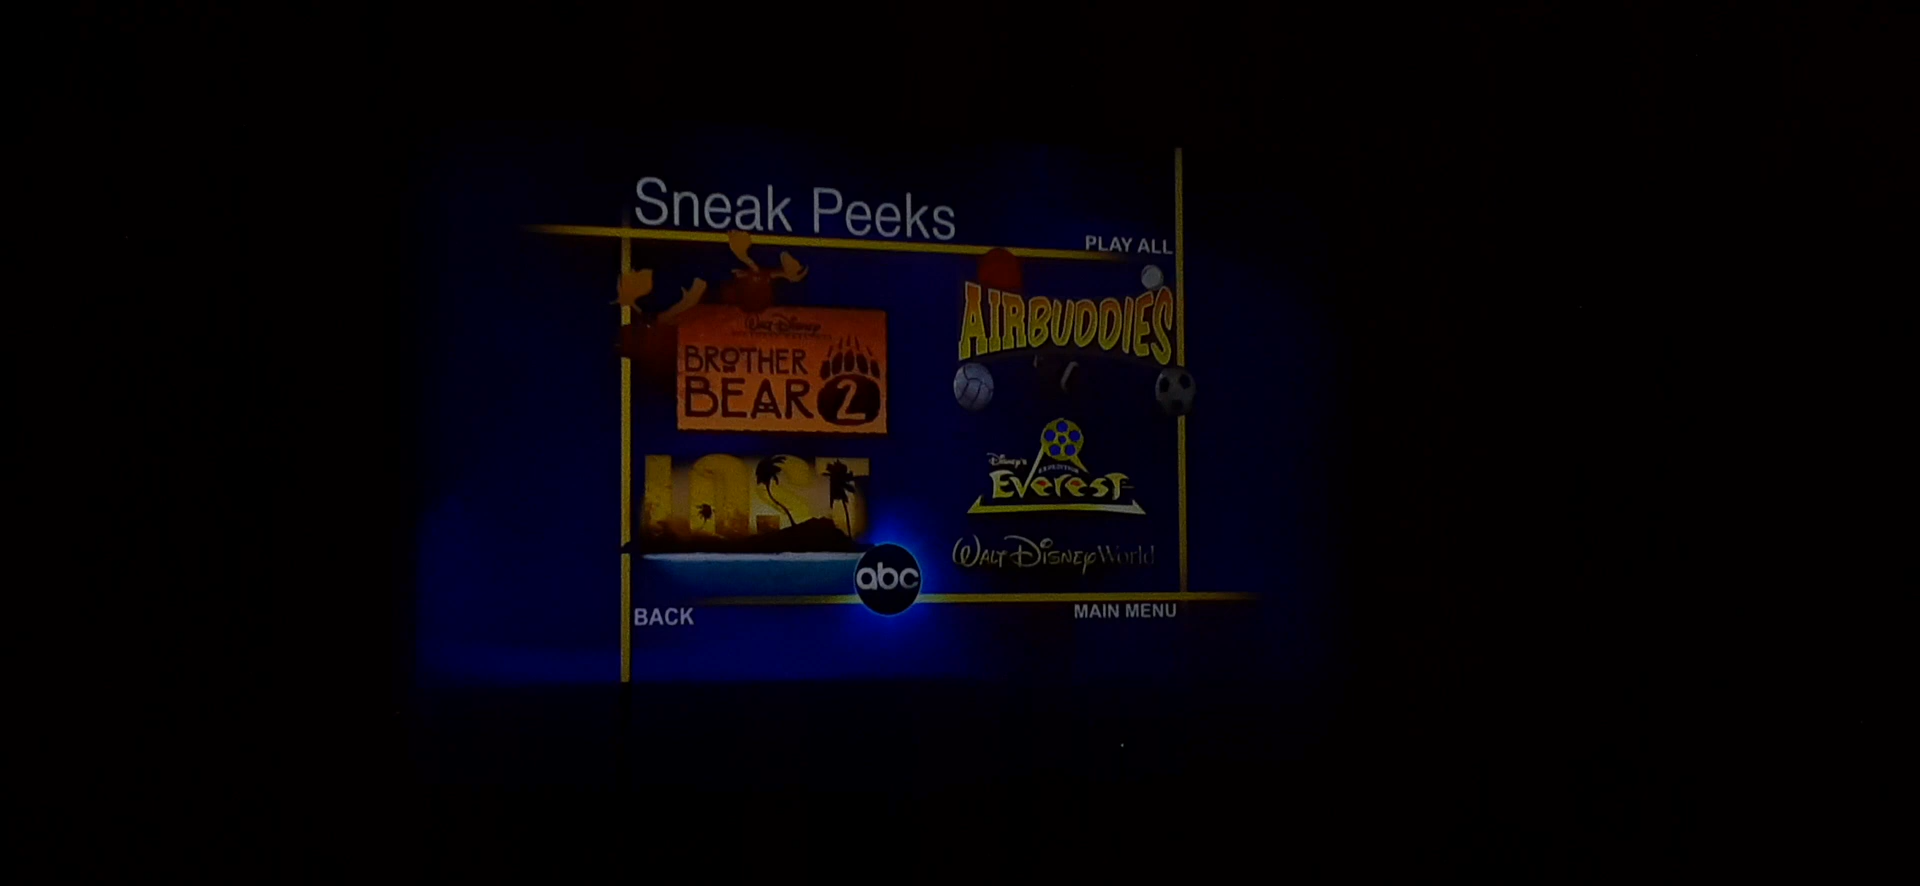 Sneak Peeks
PLAY ALL
Walt Disney
BROTHER
BEAR 2
AIRBUDDIES
LOST
abc
Disney's
EXPEDITION
EVEREST
WALT DISNEY World
BACK
MAIN MENU